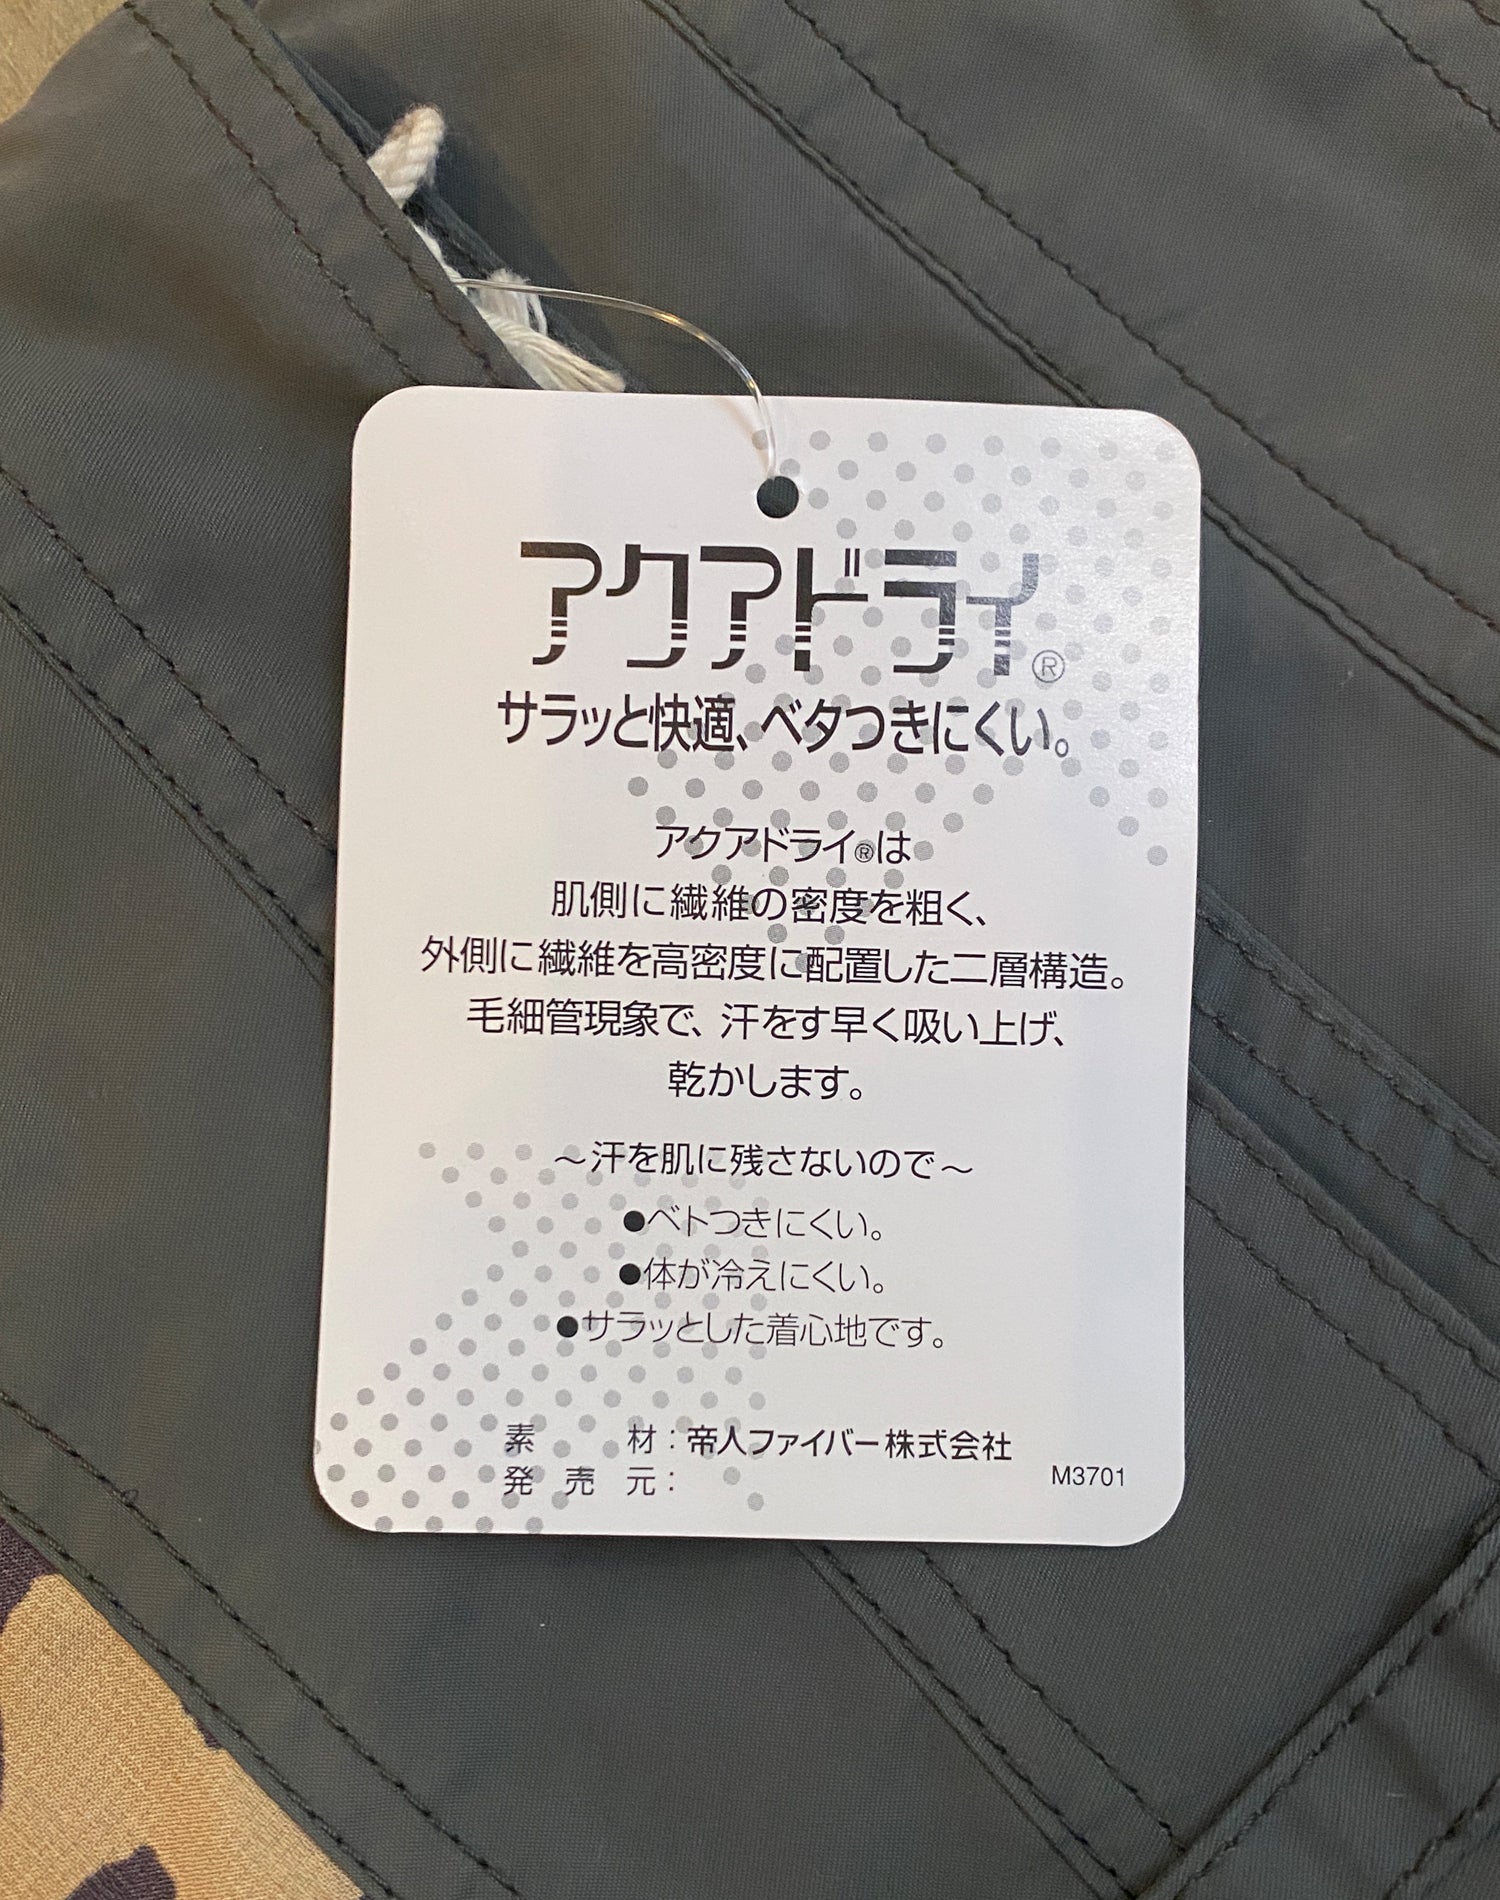 アクアドライ®
サラッと快適、ベタつきにくい。
アクアドライ®は
肌側に繊維の密度を粗く、
外側に繊維を高密度に配置した二層構造。
毛細管現象で、汗をす早く吸い上げ、
乾かします。
～汗を肌に残さないので～
●ベトつきにくい。
●体が冷えにくい。
●サラッとした着心地です。
素材：帝人ファイバー株式会社
発売元：
M3701